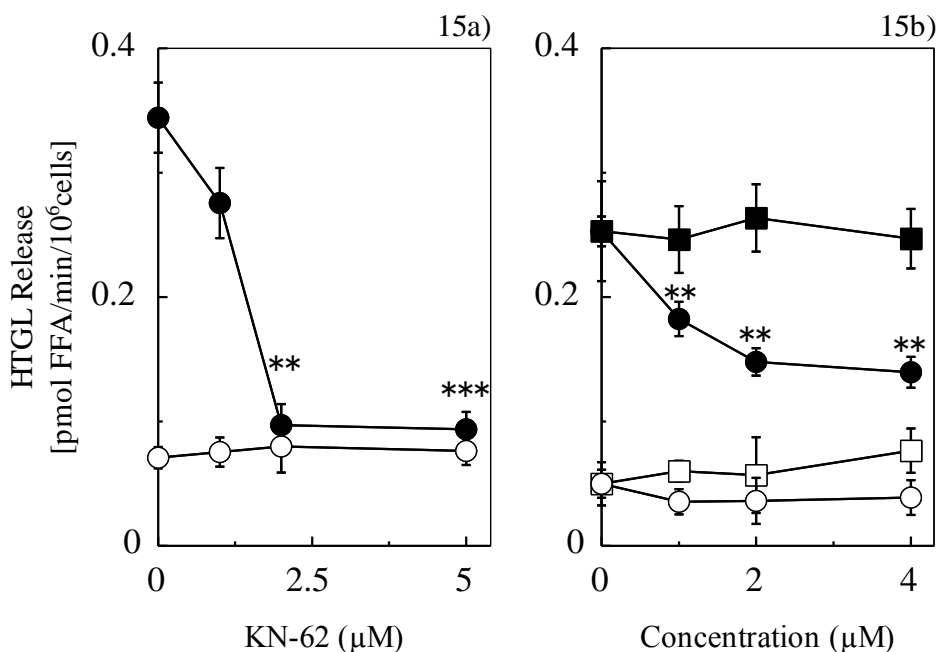 15a)
15b)
0.4
0.4
HTGL Release
[pmol FFA/min/10⁶cells]
**
***
**
**
**
0.2
0.2
0
0
0
2.5
5
0
2
4
KN-62 (µM)
Concentration (µM)